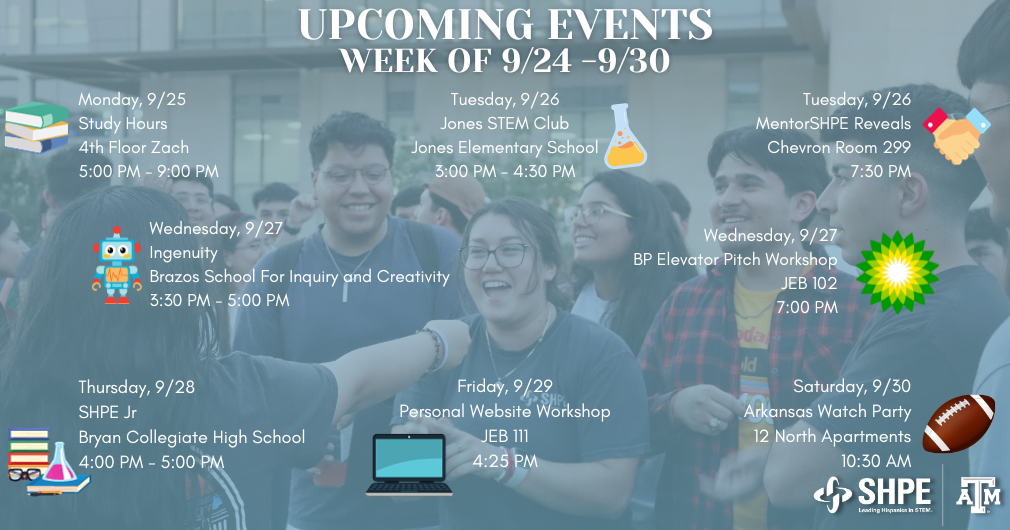 UPCOMING EVENTS
WEEK OF 9/24 –9/30
Monday, 9/25
Study Hours
4th Floor Zach
5:00 PM - 9:00 PM
Tuesday, 9/26
Jones STEM Club
Jones Elementary School
3:00 PM - 4:30 PM
Tuesday, 9/26
MentorSHPE Reveals
Chevron Room 299
7:30 PM
Wednesday, 9/27
Ingenuity
Brazos School For Inquiry and Creativity
3:30 PM - 5:00 PM
Wednesday, 9/27
BP Elevator Pitch Workshop
JEB 102
7:00 PM
Thursday, 9/28
SHPE Jr
Bryan Collegiate High School
4:00 PM - 5:00 PM
Friday, 9/29
Personal Website Workshop
JEB 111
4:25 PM
Saturday, 9/30
Arkansas Watch Party
12 North Apartments
10:30 AM
SHPE
Leading Hispanics in STEM.
ATM